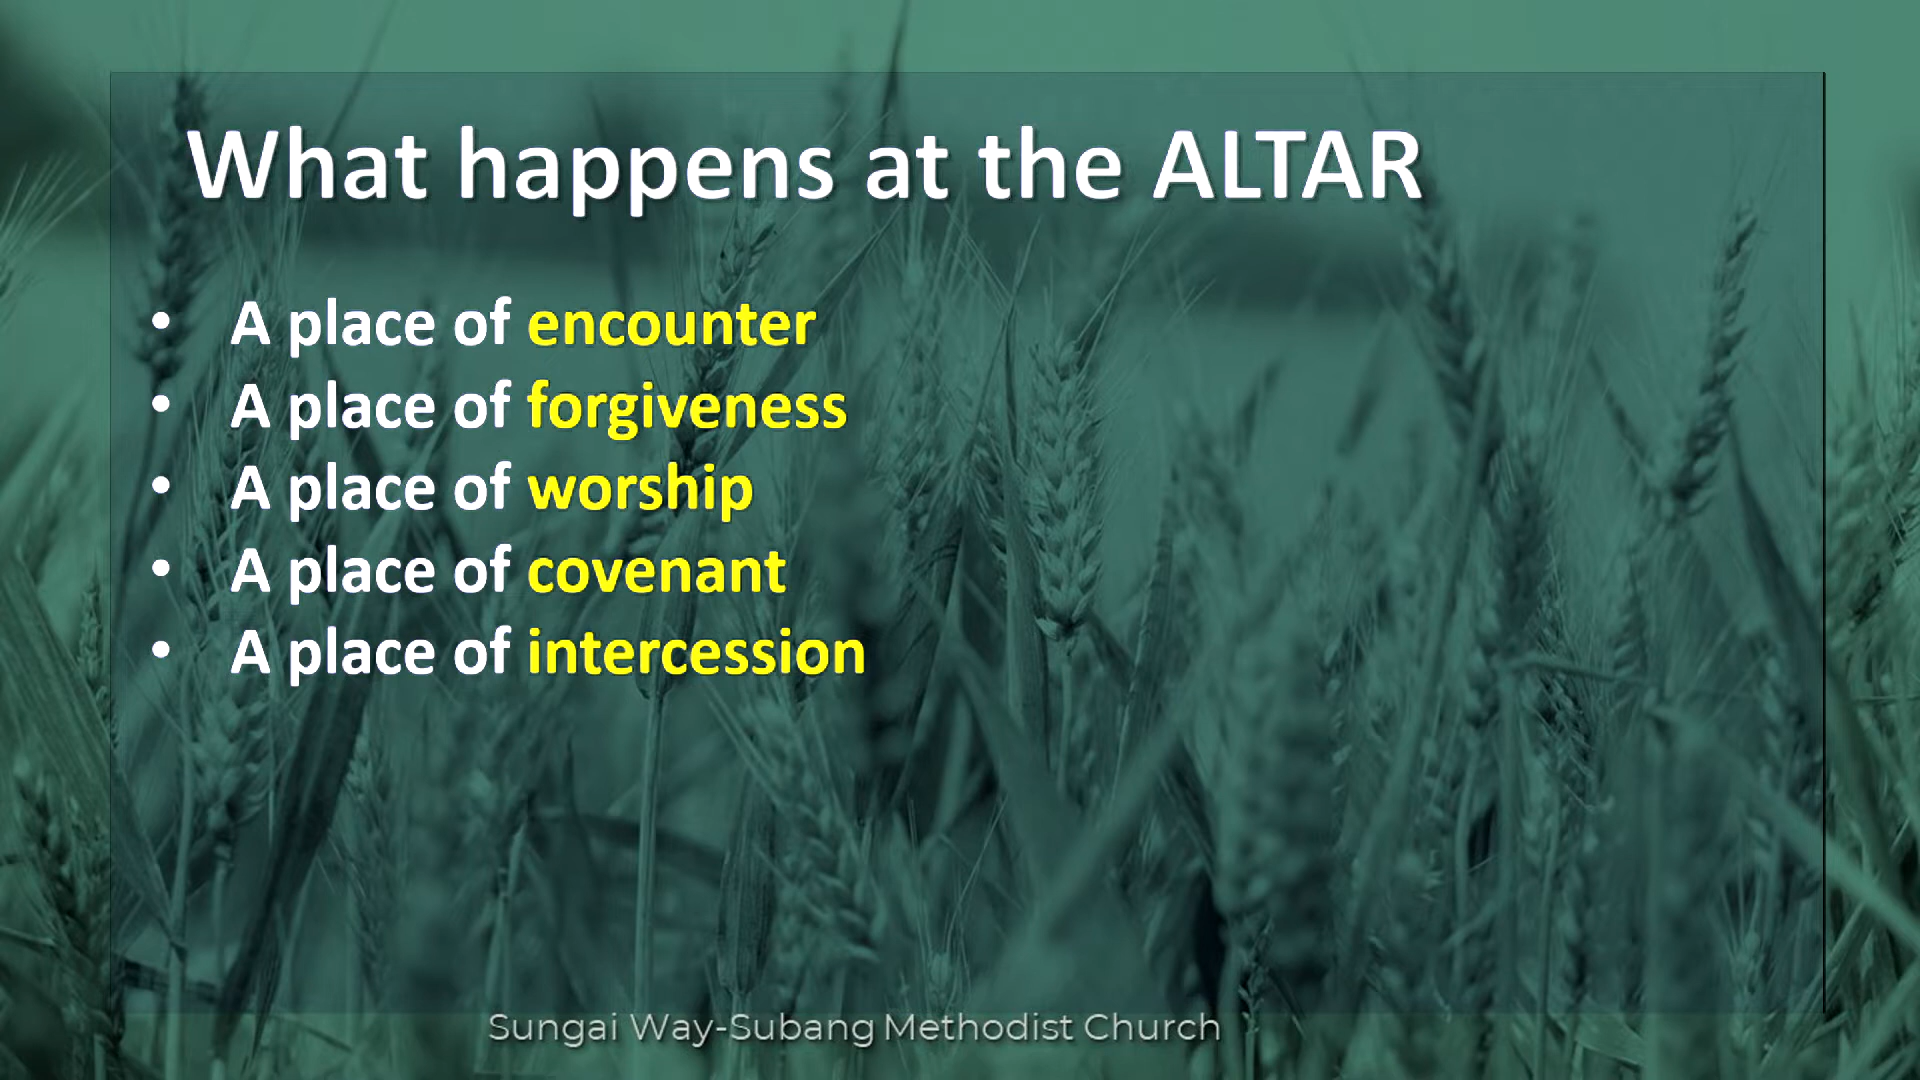 What happens at the ALTAR
• A place of encounter
• A place of forgiveness
• A place of worship
• A place of covenant
• A place of intercession
Sungai Way-Subang Methodist Church